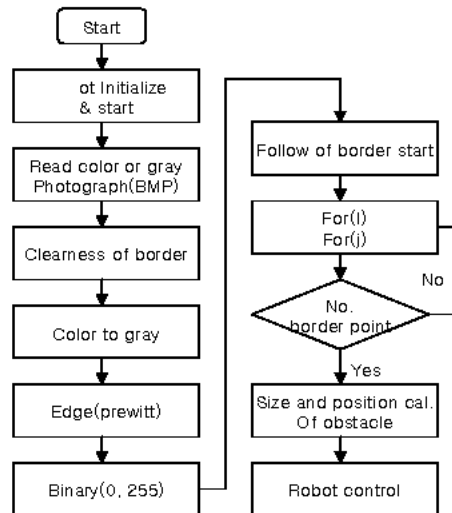 Start
ot Initialize
& start
Read color or gray
Photograph(BMP)
Clearness of border
Color to gray
Edge(prewitt)
Binary(0, 255)
Follow of border start
For(I)
For(j)
No.
border point
No
Yes
Size and position cal.
Of obstacle
Robot control